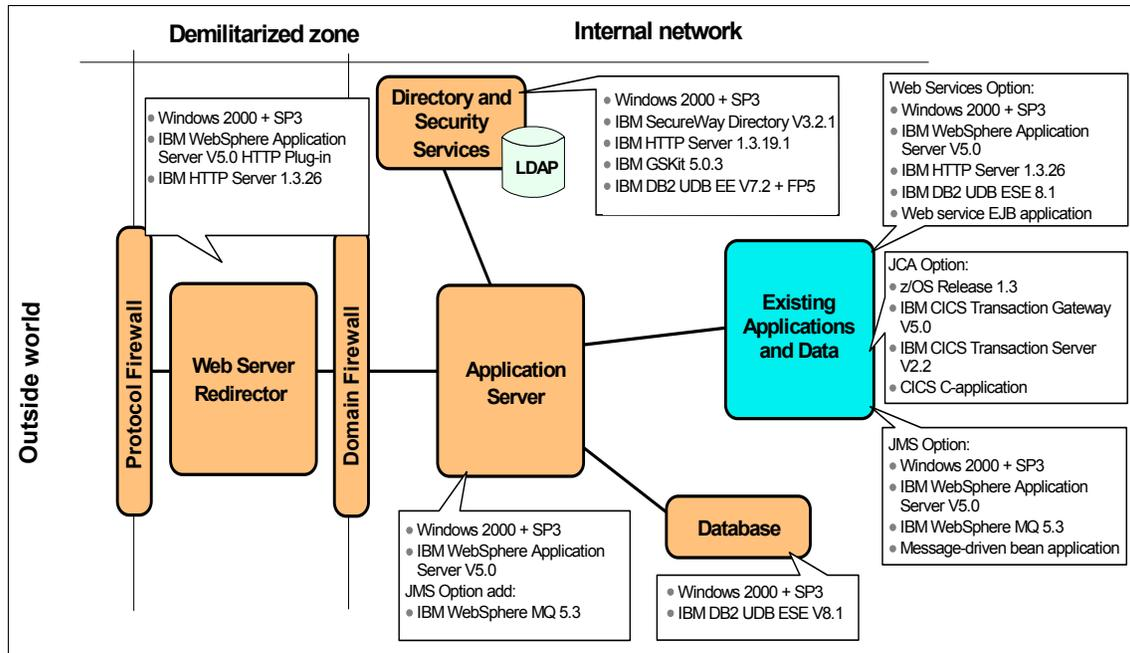 Demilitarized zone
Internal network
Outside world
Protocol Firewall
Windows 2000 + SP3
IBM WebSphere Application
Server V5.0 HTTP Plug-in
IBM HTTP Server 1.3.26
Web Server
Redirector
Domain Firewall
Directory and
Security
Services
LDAP
Windows 2000 + SP3
IBM SecureWay Directory V3.2.1
IBM HTTP Server 1.3.19.1
IBM GSKit 5.0.3
IBM DB2 UDB EE V7.2 + FP5
Application
Server
Windows 2000 + SP3
IBM WebSphere Application
Server V5.0
JMS Option add:
IBM WebSphere MQ 5.3
Existing
Applications
and Data
Web Services Option:
Windows 2000 + SP3
IBM WebSphere Application
Server V5.0
IBM HTTP Server 1.3.26
IBM DB2 UDB ESE 8.1
Web service EJB application
JCA Option:
z/OS Release 1.3
IBM CICS Transaction Gateway
V5.0
IBM CICS Transaction Server
V2.2
CICS C-application
JMS Option:
Windows 2000 + SP3
IBM WebSphere Application
Server V5.0
IBM WebSphere MQ 5.3
Message-driven bean application
Database
Windows 2000 + SP3
IBM DB2 UDB ESE V8.1